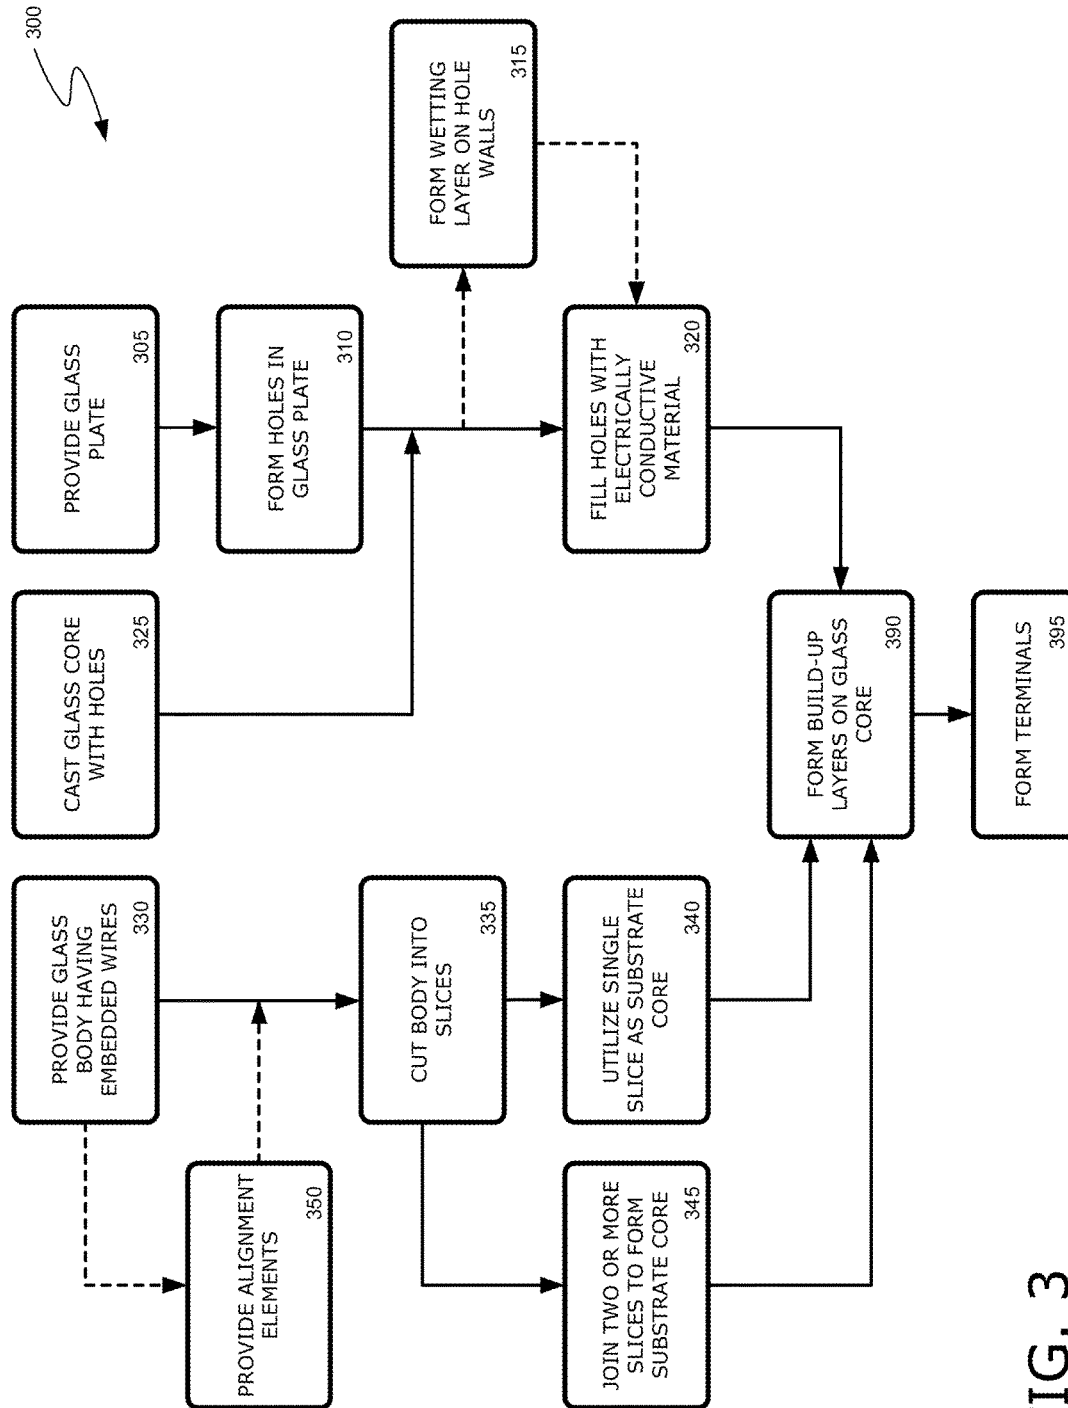 300
PROVIDE GLASS
BODY HAVING
EMBEDDED WIRES
330
CAST GLASS CORE
WITH HOLES
325
PROVIDE GLASS
PLATE
305
PROVIDE ALIGNMENT
ELEMENTS
350
FORM HOLES IN
GLASS PLATE
310
CUT BODY INTO
SLICES
335
FORM WETTING
LAYER ON HOLE
WALLS
315
JOIN TWO OR MORE
SLICES TO FORM
SUBSTRATE CORE
345
UTILIZE SINGLE
SLICE AS SUBSTRATE
CORE
340
FILL HOLES WITH
ELECTRICALLY
CONDUCTIVE
MATERIAL
320
FORM BUILD-UP
LAYERS ON GLASS
CORE
390
FORM TERMINALS
395
IG. 3